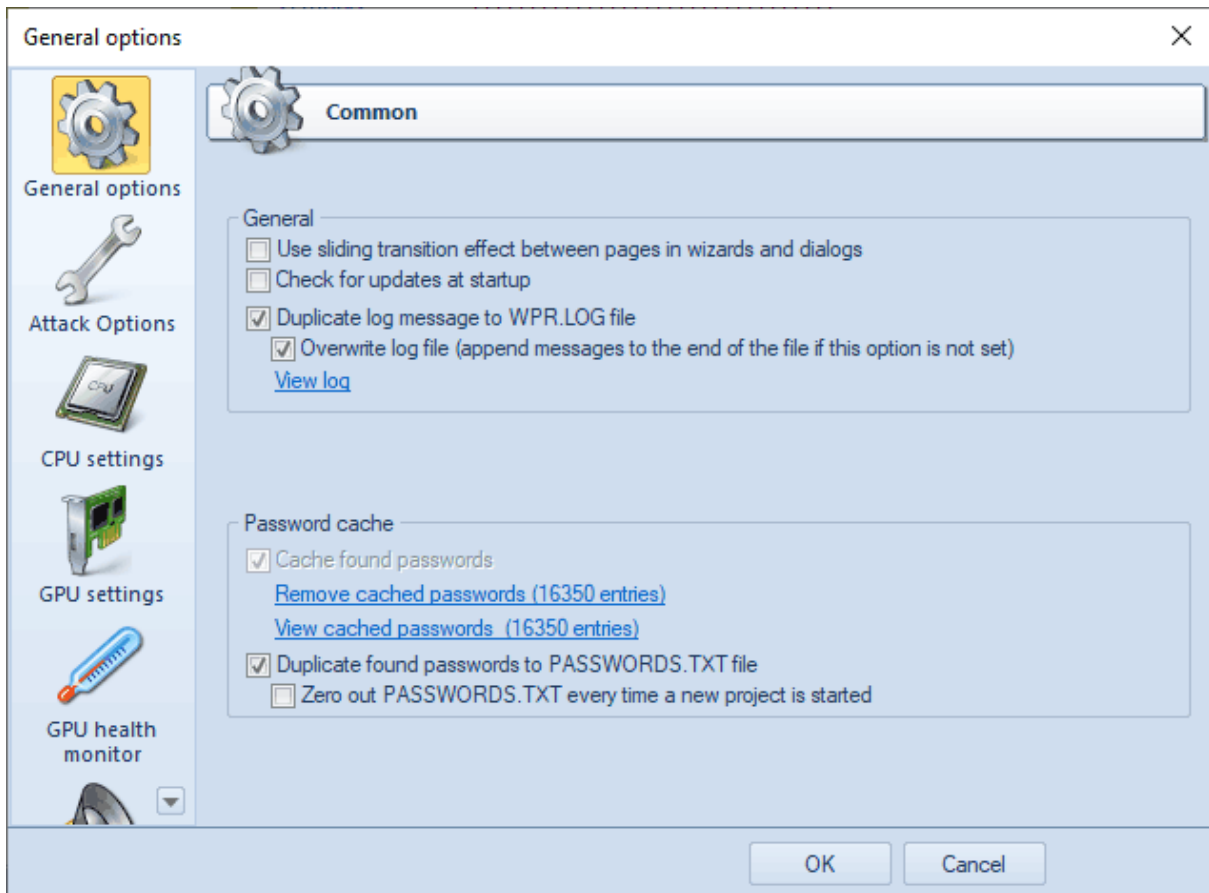 General options
General options
Attack Options
CPU
CPU settings
GPU settings
GPU health
monitor
Common
General
Use sliding transition effect between pages in wizards and dialogs
Check for updates at startup
Duplicate log message to WPR.LOG file
Overwrite log file (append messages to the end of the file if this option is not set)
View log
Password cache
Cache found passwords
Remove cached passwords (16350 entries)
View cached passwords (16350 entries)
Duplicate found passwords to PASSWORDS.TXT file
Zero out PASSWORDS.TXT every time a new project is started
OK
Cancel